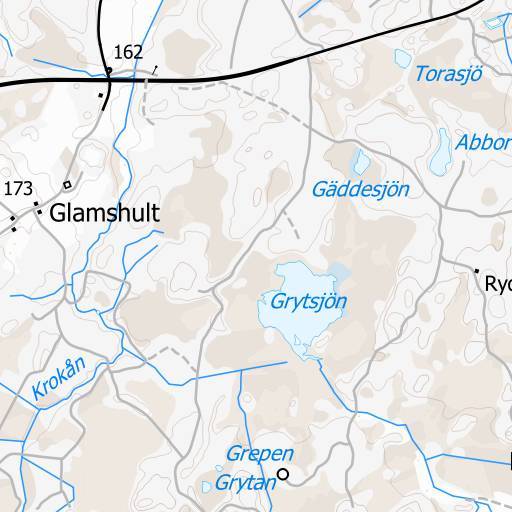 162
Torasjö
Abbor
173
Gäddesjön
Glamshult
Ryd
Grytsjön
Krokån
Grepen
Grytan